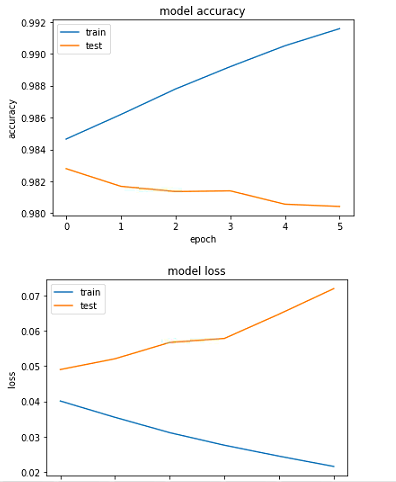 model accuracy
0.992
0.990
0.988
0.986
0.984
0.982
0.980
accuracy
train
test
0 1 2 3 4 5
epoch
model loss
0.07
0.06
0.05
0.04
0.03
0.02
loss
train
test